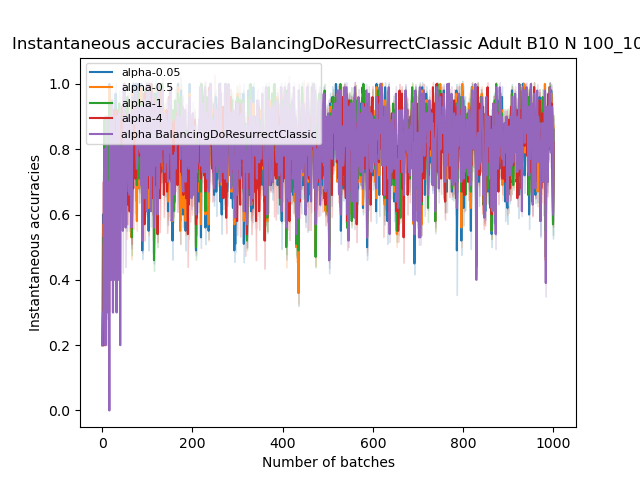 Instantaneous accuracies BalancingDoResurrectClassic Adult B10 N 100_10
alpha-0.05
alpha-0.5
alpha-1
alpha-4
alpha BalancingDoResurrectClassic
1.0
0.8
0.6
0.4
0.2
0.0
Instantaneous accuracies
0 200 400 600 800 1000
Number of batches